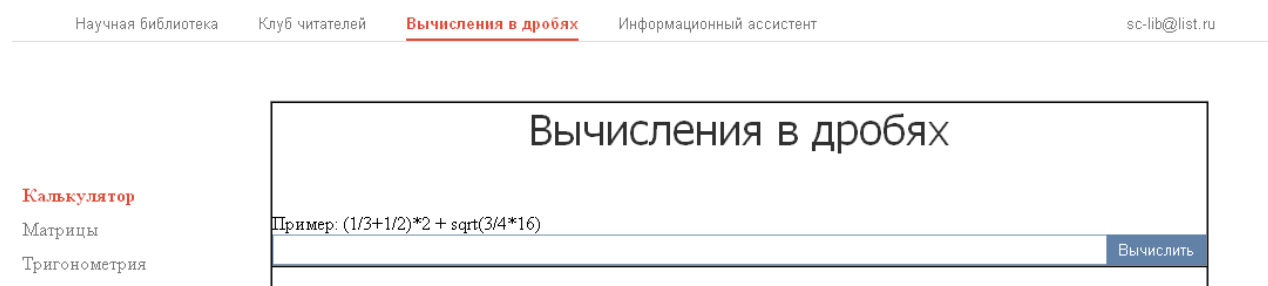 Научная библиотека Клуб читателей Вычисления в дробях Информационный ассистент sc-lib@list.ru
Вычисления в дробях
Калькулятор
Пример: (1/3+1/2)*2 + sqrt(3/4*16)
Матрицы
Вычислить
Тригонометрия